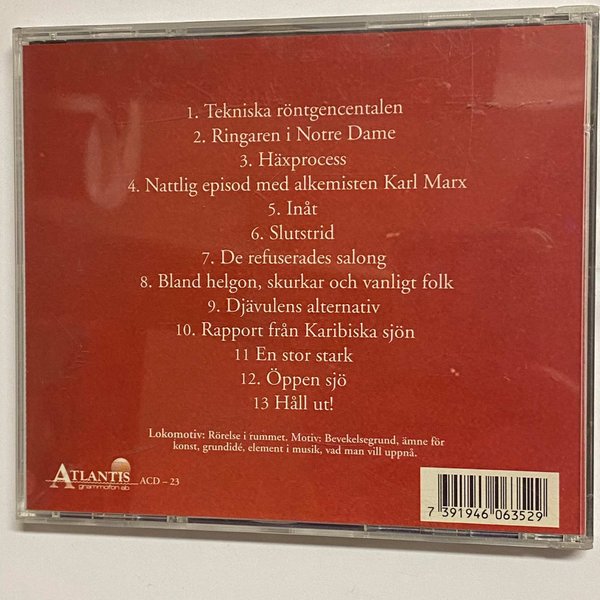 1. Tekniska röntgencentalen
2. Ringaren i Notre Dame
3. Häxprocess
4. Nattlig episod med alkemisten Karl Marx
5. Inåt
6. Slutstrid
7. De refuserades salong
8. Bland helgon, skurkar och vanligt folk
9. Djävulens alternativ
10. Rapport från Karibiska sjön
11 En stor stark
12. Öppen sjö
13 Håll ut!
Lokomotiv: Rörelse i rummet. Motiv: Bevekelsegrund, ämne för
konst, grundidé, element i musik, vad man vill uppnå.
ATLANTIS
grammofon ab
ACD – 23
7 391946 063529